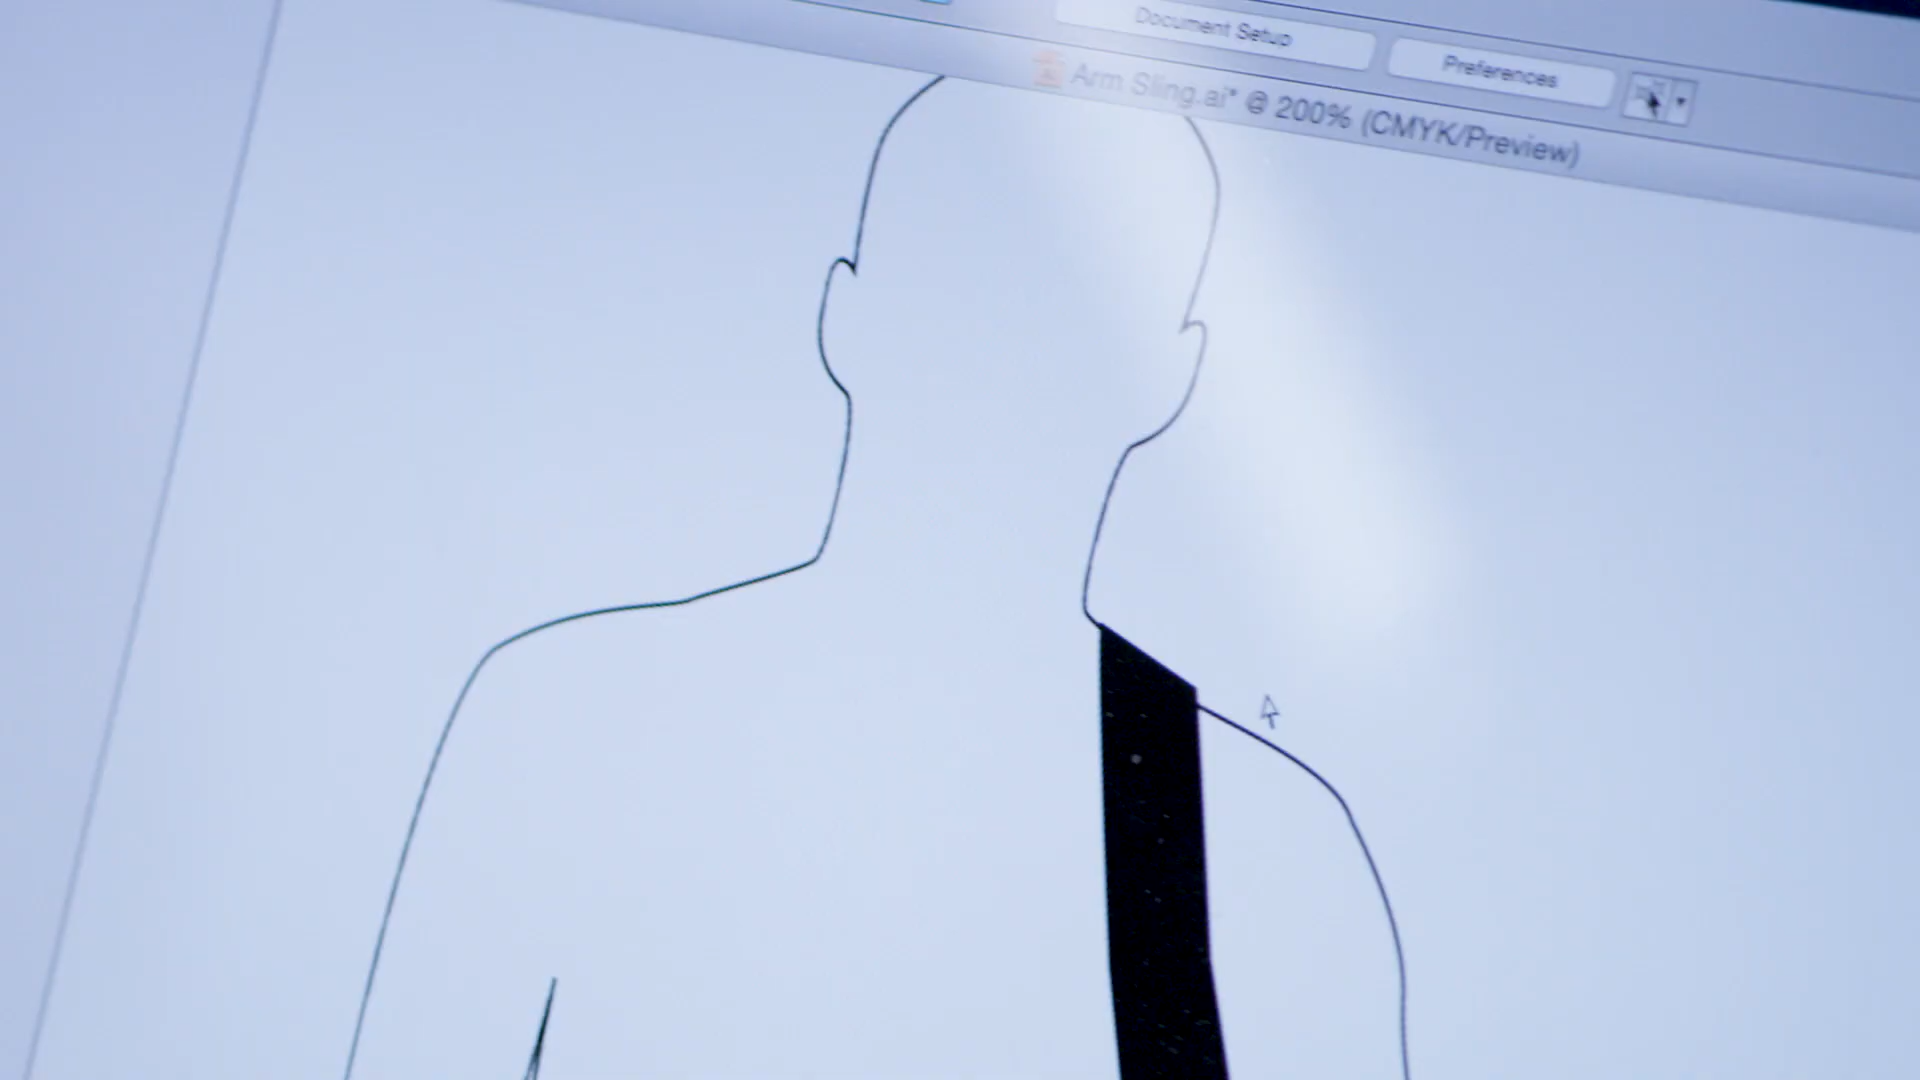 Document Setup
Preferences
Arm Sling.ai* @ 200% (CMYK/Preview)